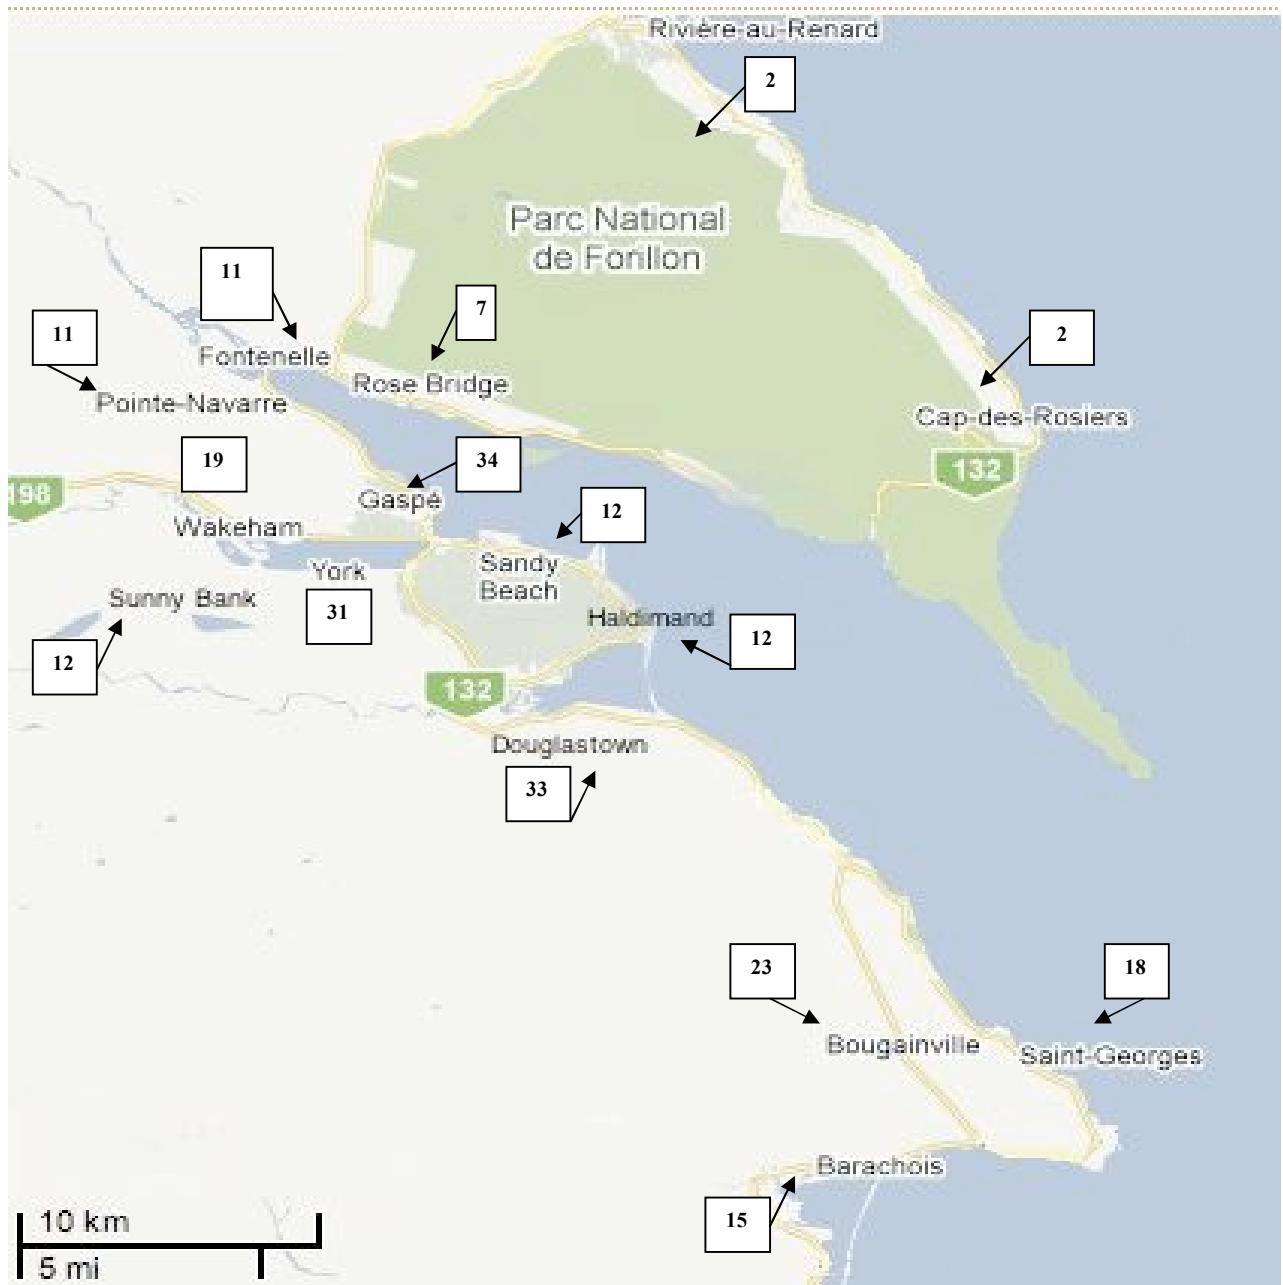 Rivière-au-Renard
2
Parc National
de Forillon
11
7
11
2
Fontenelle
Rose Bridge
Pointe-Navarre
Cap-des-Rosiers
19
34
132
198
Gaspé
12
Wakeham
Sandy
Beach
York
Sunny Bank
31
Haldimand
12
12
132
Douglastown
33
23
18
Bougainville
Saint-Georges
Barachois
15
10 km
5 mi